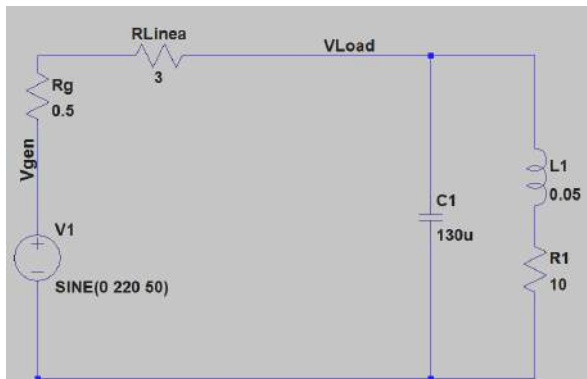 RLinea
3
VLoad
Rg
0.5
Vgen
V1
SINE(0 220 50)
C1
130u
L1
0.05
R1
10